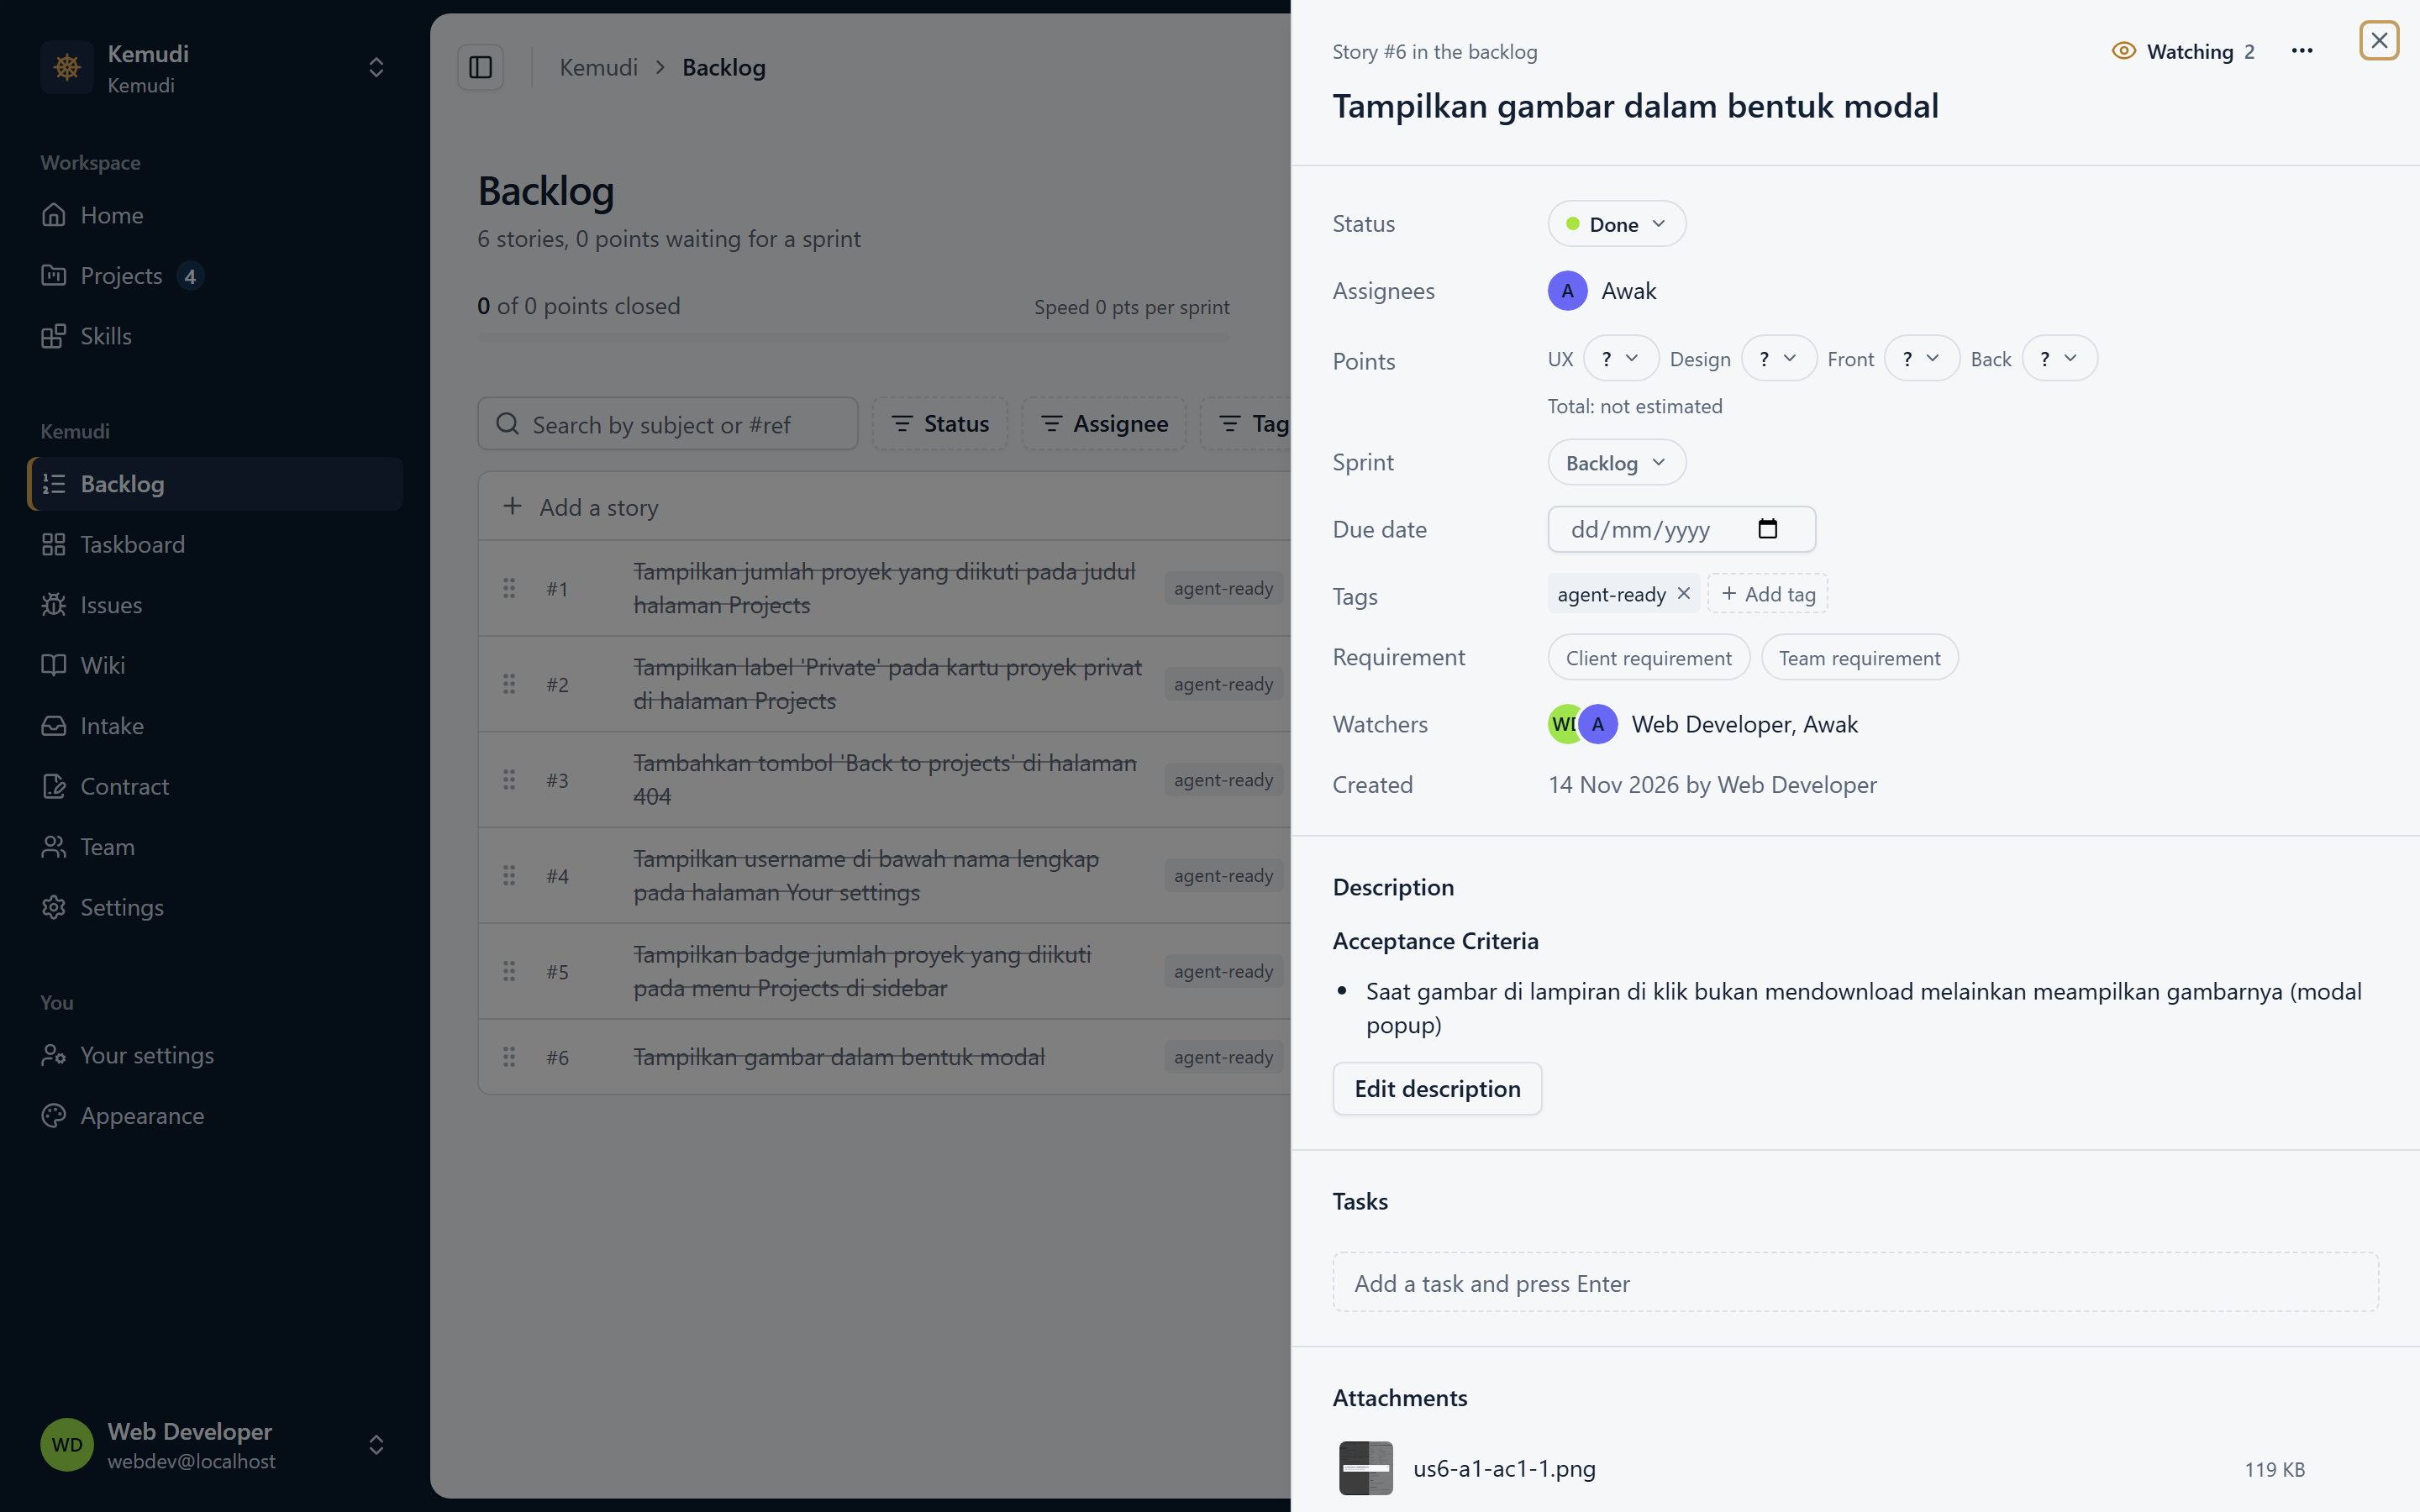 Kemudi
Kemudi
Workspace
Home
Projects 4
Skills
Kemudi
Backlog
Taskboard
Issues
Wiki
Intake
Contract
Team
Settings
You
Your settings
Appearance
WD
Web Developer
webdev@localhost
Kemudi > Backlog
Backlog
6 stories, 0 points waiting for a sprint
0 of 0 points closed
Speed 0 pts per sprint
Search by subject or #ref
Status
Assignee
Tag
+ Add a story
#1 Tampilkan jumlah proyek yang diikuti pada judul
halaman Projects
agent-ready
#2 Tampilkan label 'Private' pada kartu proyek privat
di halaman Projects
agent-ready
#3 Tambahkan tombol 'Back to projects' di halaman
404
agent-ready
#4 Tampilkan username di bawah nama lengkap
pada halaman Your settings
agent-ready
#5 Tampilkan badge jumlah proyek yang diikuti
pada menu Projects di sidebar
agent-ready
#6 Tampilkan gambar dalam bentuk modal
agent-ready
Story #6 in the backlog
Watching 2
Tampilkan gambar dalam bentuk modal
Status Done
Assignees A Awak
Points UX ? Design ? Front ? Back ?
Total: not estimated
Sprint Backlog
Due date dd/mm/yyyy
Tags agent-ready + Add tag
Requirement Client requirement Team requirement
Watchers A Web Developer, Awak
Created 14 Nov 2026 by Web Developer
Description
Acceptance Criteria
• Saat gambar di lampiran di klik bukan mendownload melainkan meampilkan gambarnya (modal
popup)
Edit description
Tasks
Add a task and press Enter
Attachments
us6-a1-ac1-1.png 119 KB